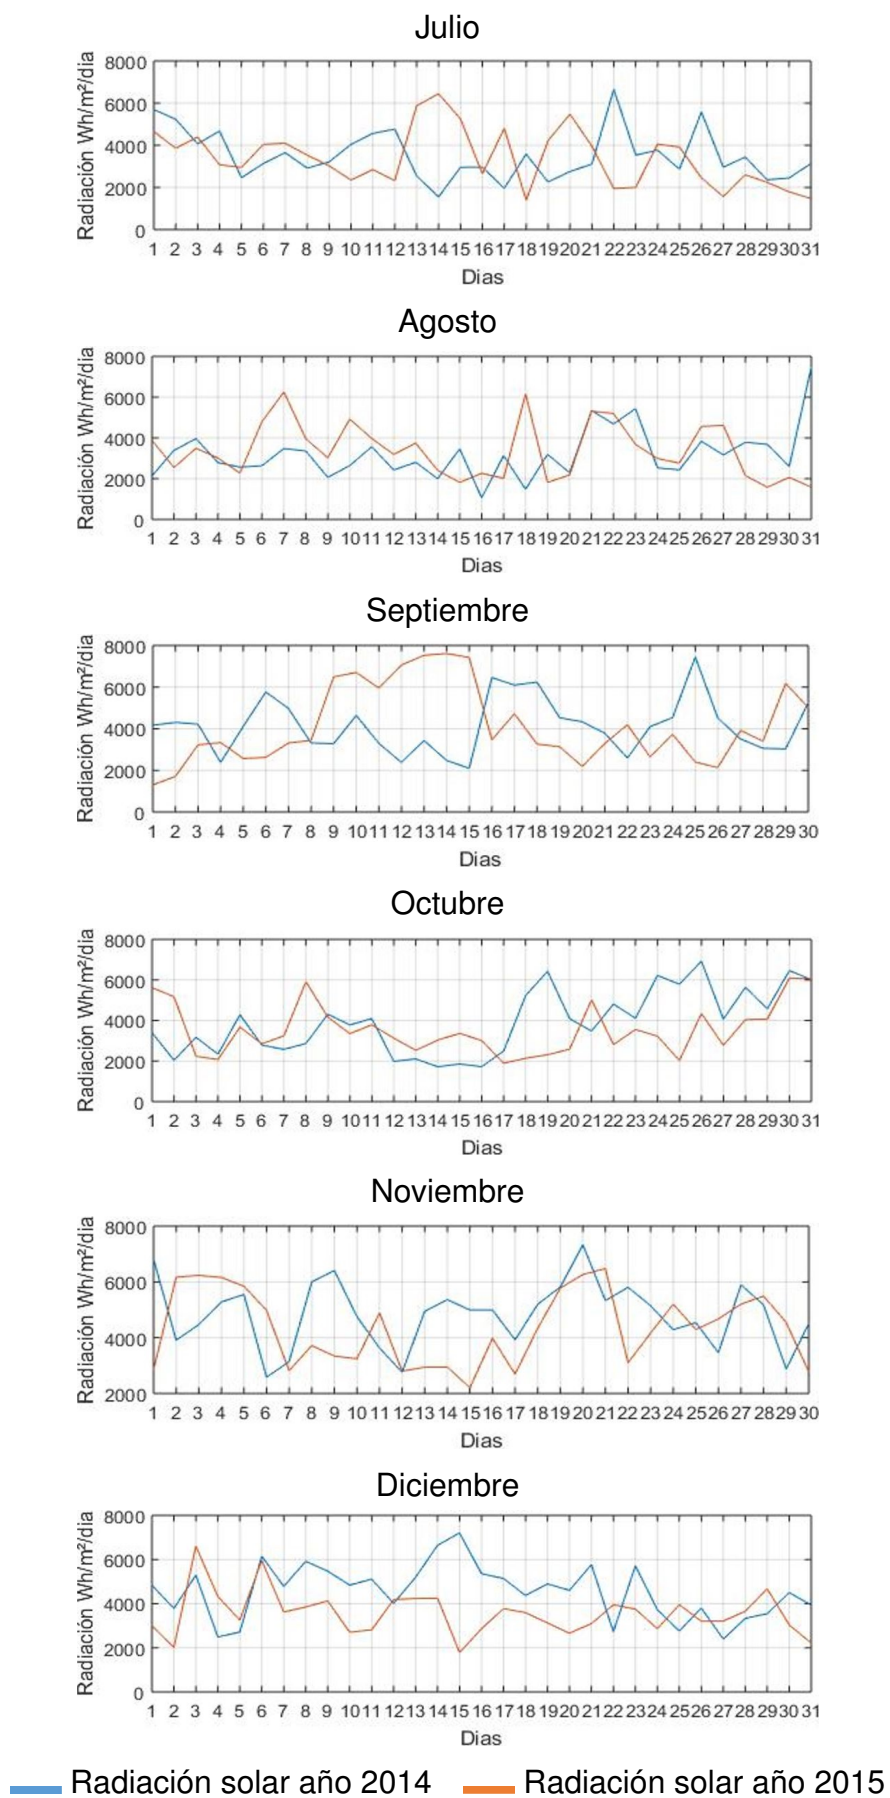 Julio
Radiación Wh/m²/dia
8000
6000
4000
2000
0
1 2 3 4 5 6 7 8 9 10 11 12 13 14 15 16 17 18 19 20 21 22 23 24 25 26 27 28 29 30 31
Dias
Agosto
Radiación Wh/m²/dia
8000
6000
4000
2000
0
1 2 3 4 5 6 7 8 9 10 11 12 13 14 15 16 17 18 19 20 21 22 23 24 25 26 27 28 29 30 31
Dias
Septiembre
Radiación Wh/m²/dia
8000
6000
4000
2000
0
1 2 3 4 5 6 7 8 9 10 11 12 13 14 15 16 17 18 19 20 21 22 23 24 25 26 27 28 29 30
Dias
Octubre
Radiación Wh/m²/dia
8000
6000
4000
2000
0
1 2 3 4 5 6 7 8 9 10 11 12 13 14 15 16 17 18 19 20 21 22 23 24 25 26 27 28 29 30 31
Dias
Noviembre
Radiación Wh/m²/dia
8000
6000
4000
2000
1 2 3 4 5 6 7 8 9 10 11 12 13 14 15 16 17 18 19 20 21 22 23 24 25 26 27 28 29 30
Dias
Diciembre
Radiación Wh/m²/dia
8000
6000
4000
2000
0
1 2 3 4 5 6 7 8 9 10 11 12 13 14 15 16 17 18 19 20 21 22 23 24 25 26 27 28 29 30 31
Dias
Radiación solar año 2014 Radiación solar año 2015